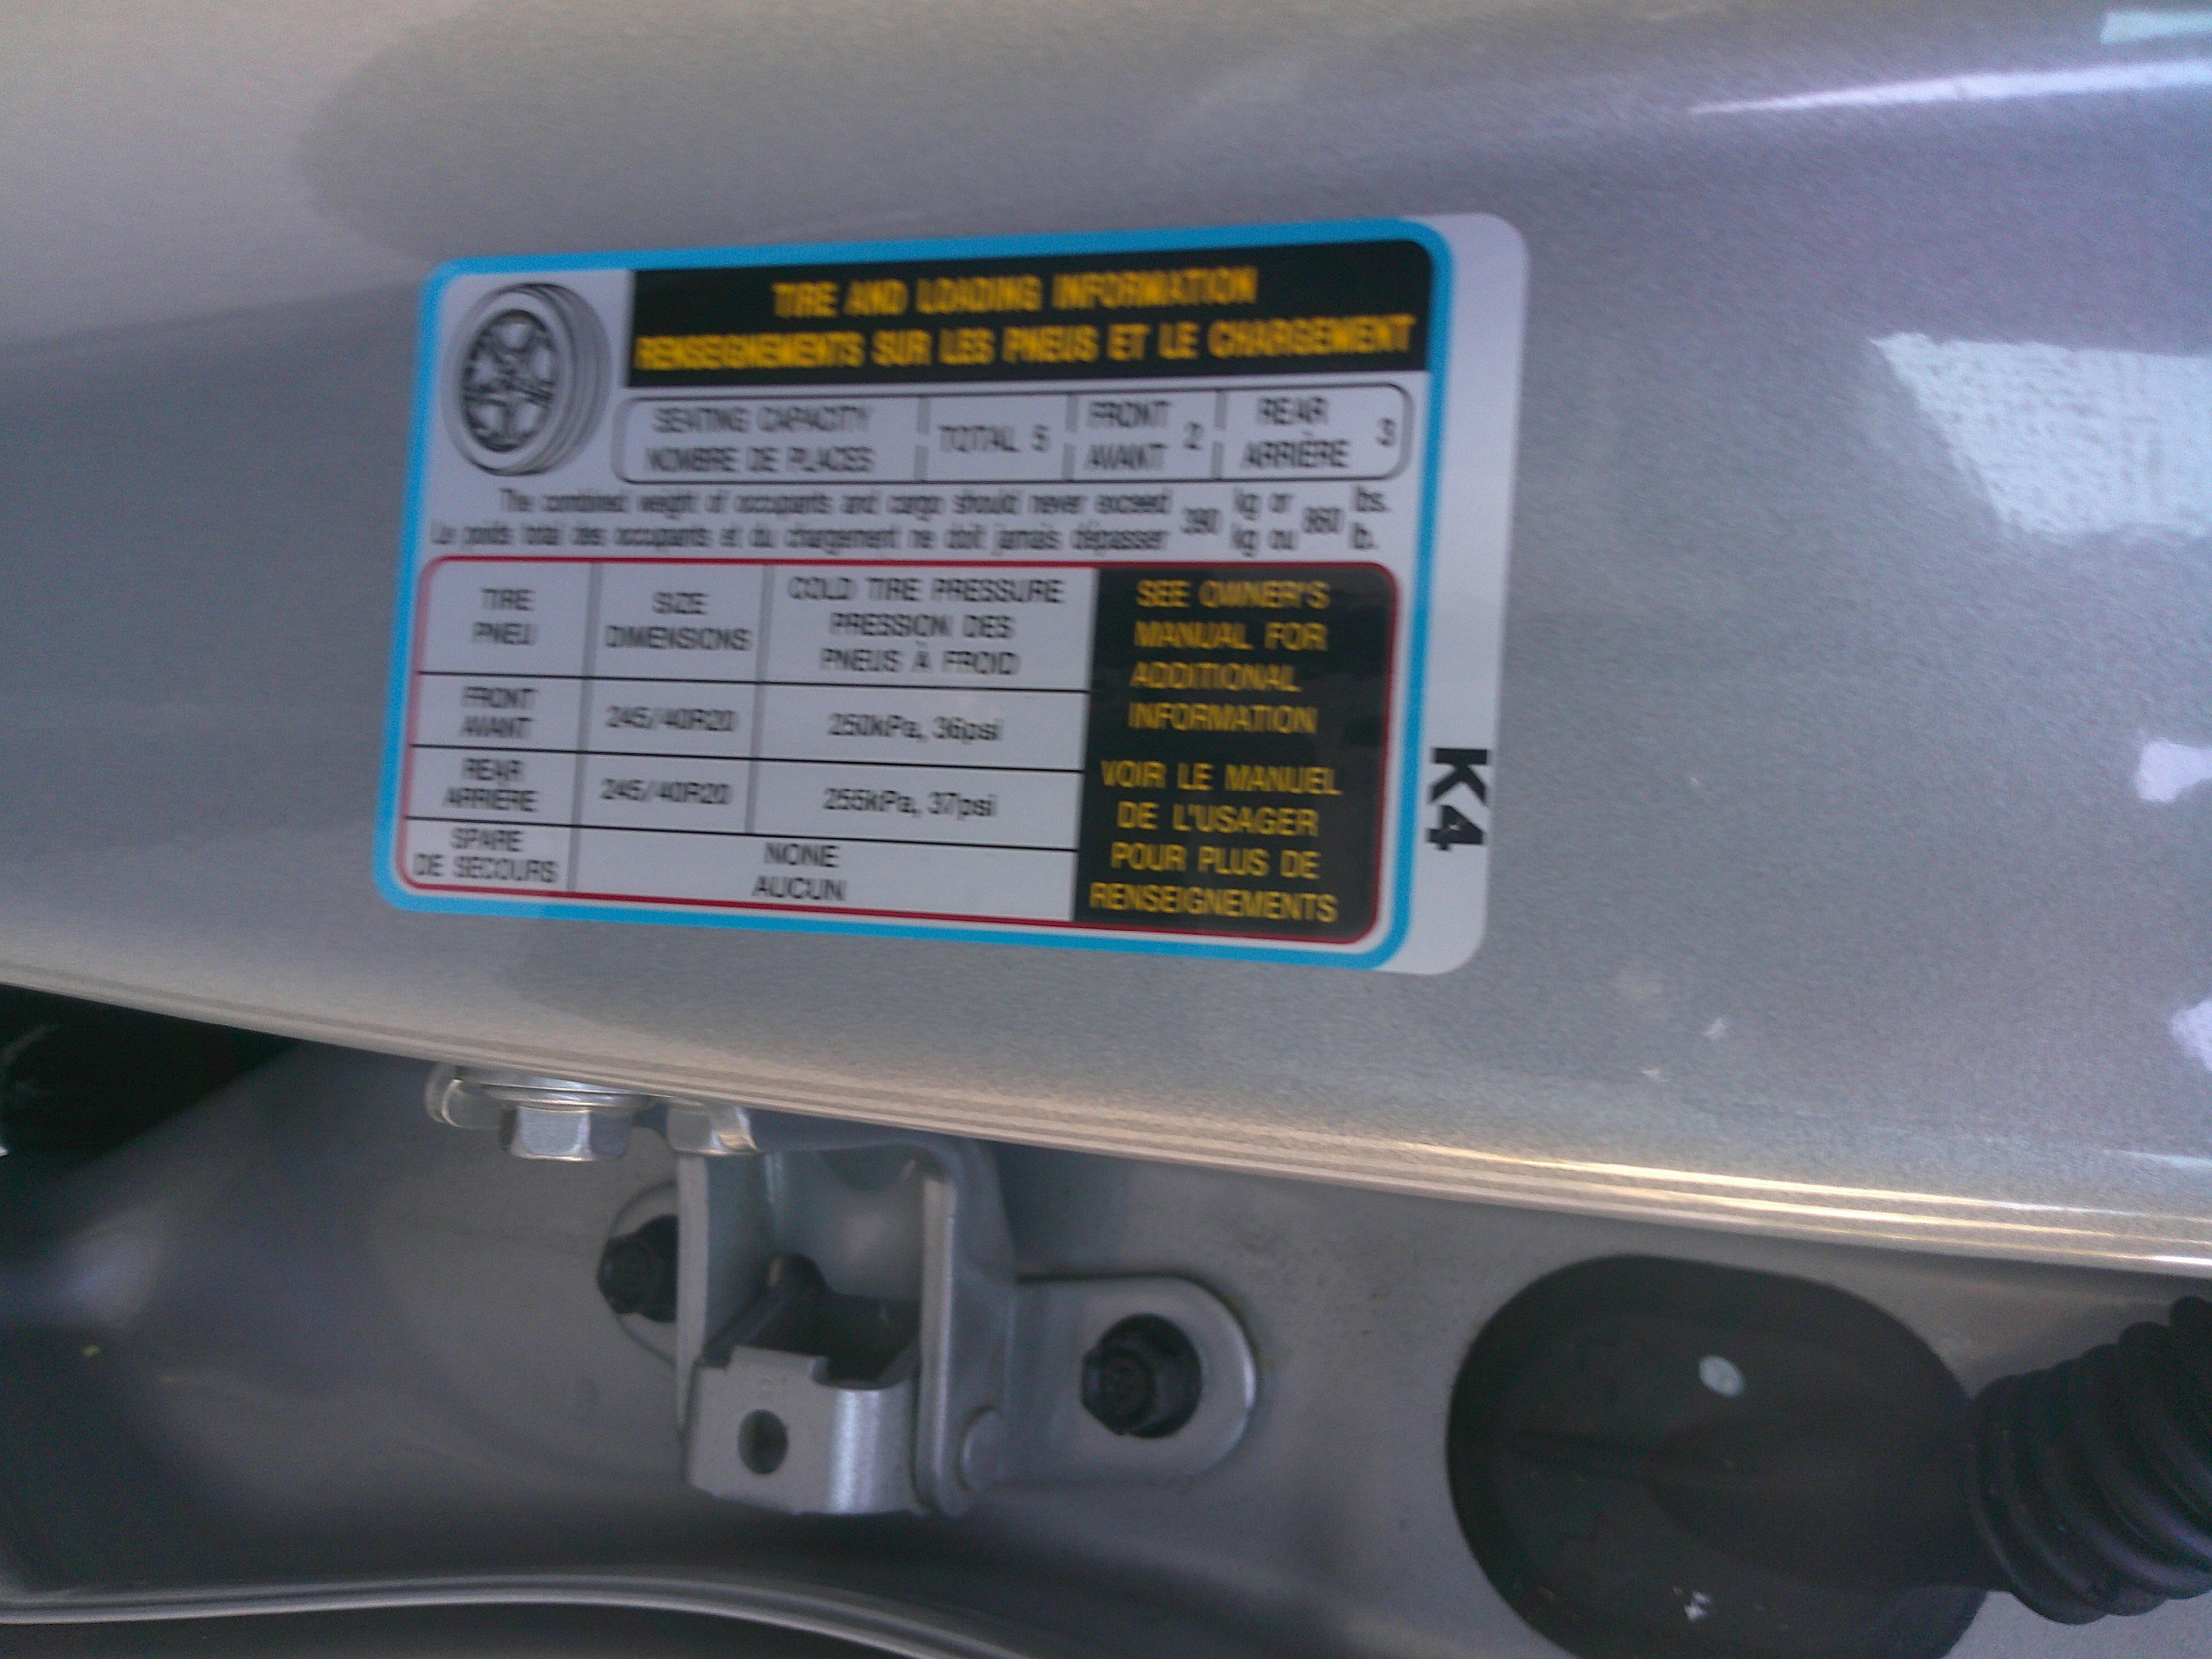 TIRE AND LOADING INFORMATION
RENSEIGNEMENTS SUR LES PNEUS ET LE CHARGEMENT
SEATING CAPACITY
NOMBRE DE PLACES
TOTAL 5
FRONT
AVANT
2
REAR
ARRIÈRE
3
The combined weight of occupants and cargo should never exceed 390 kg or 860 lbs.
Le poids total des occupants et du chargement ne doit jamais dépasser kg ou lb.
TIRE
PNEU
SIZE
DIMENSIONS
COLD TIRE PRESSURE
PRESSION DES
PNEUS À FROID
FRONT
AVANT
245/40R20
250kPa, 36psi
REAR
ARRIÈRE
245/40R20
255kPa, 37psi
SPARE
DE SECOURS
NONE
AUCUN
SEE OWNER'S
MANUAL FOR
ADDITIONAL
INFORMATION
VOIR LE MANUEL
DE L'USAGER
POUR PLUS DE
RENSEIGNEMENTS
K4